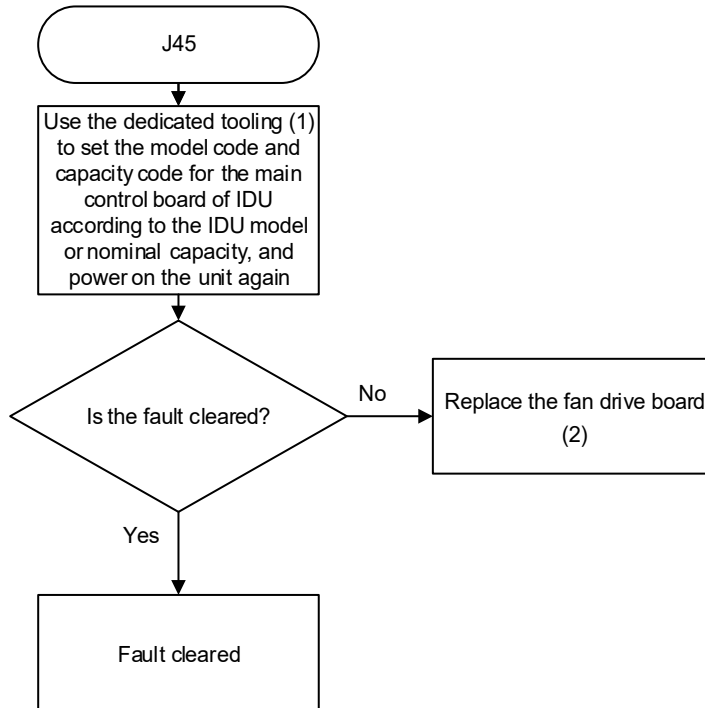 J45
Use the dedicated tooling (1)
to set the model code and
capacity code for the main
control board of IDU
according to the IDU model
or nominal capacity, and
power on the unit again
Is the fault cleared?
No
Replace the fan drive board
(2)
Yes
Fault cleared